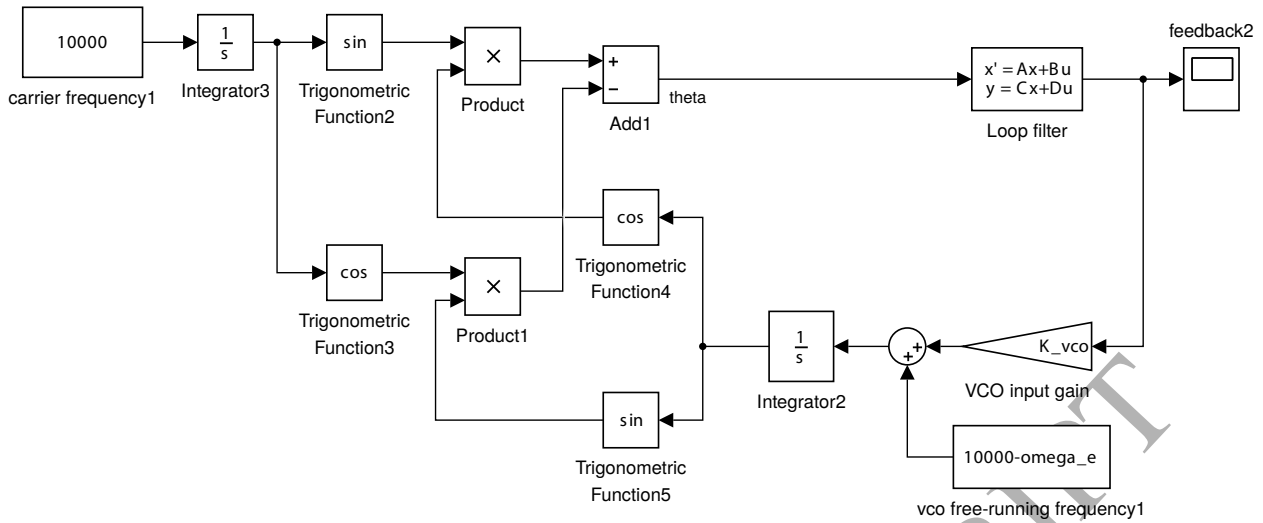 feedback2
10000
1
s
sin
×
+
−
x' = Ax+Bu
y = Cx+Du
carrier frequency1
Integrator3
Trigonometric
Function2
Product
Add1
theta
Loop filter
cos
Trigonometric
Function4
cos
×
Trigonometric
Function3
Product1
1
s
+
+
K_vco
Integrator2
VCO input gain
sin
Trigonometric
Function5
10000-omega_e
vco free-running frequency1